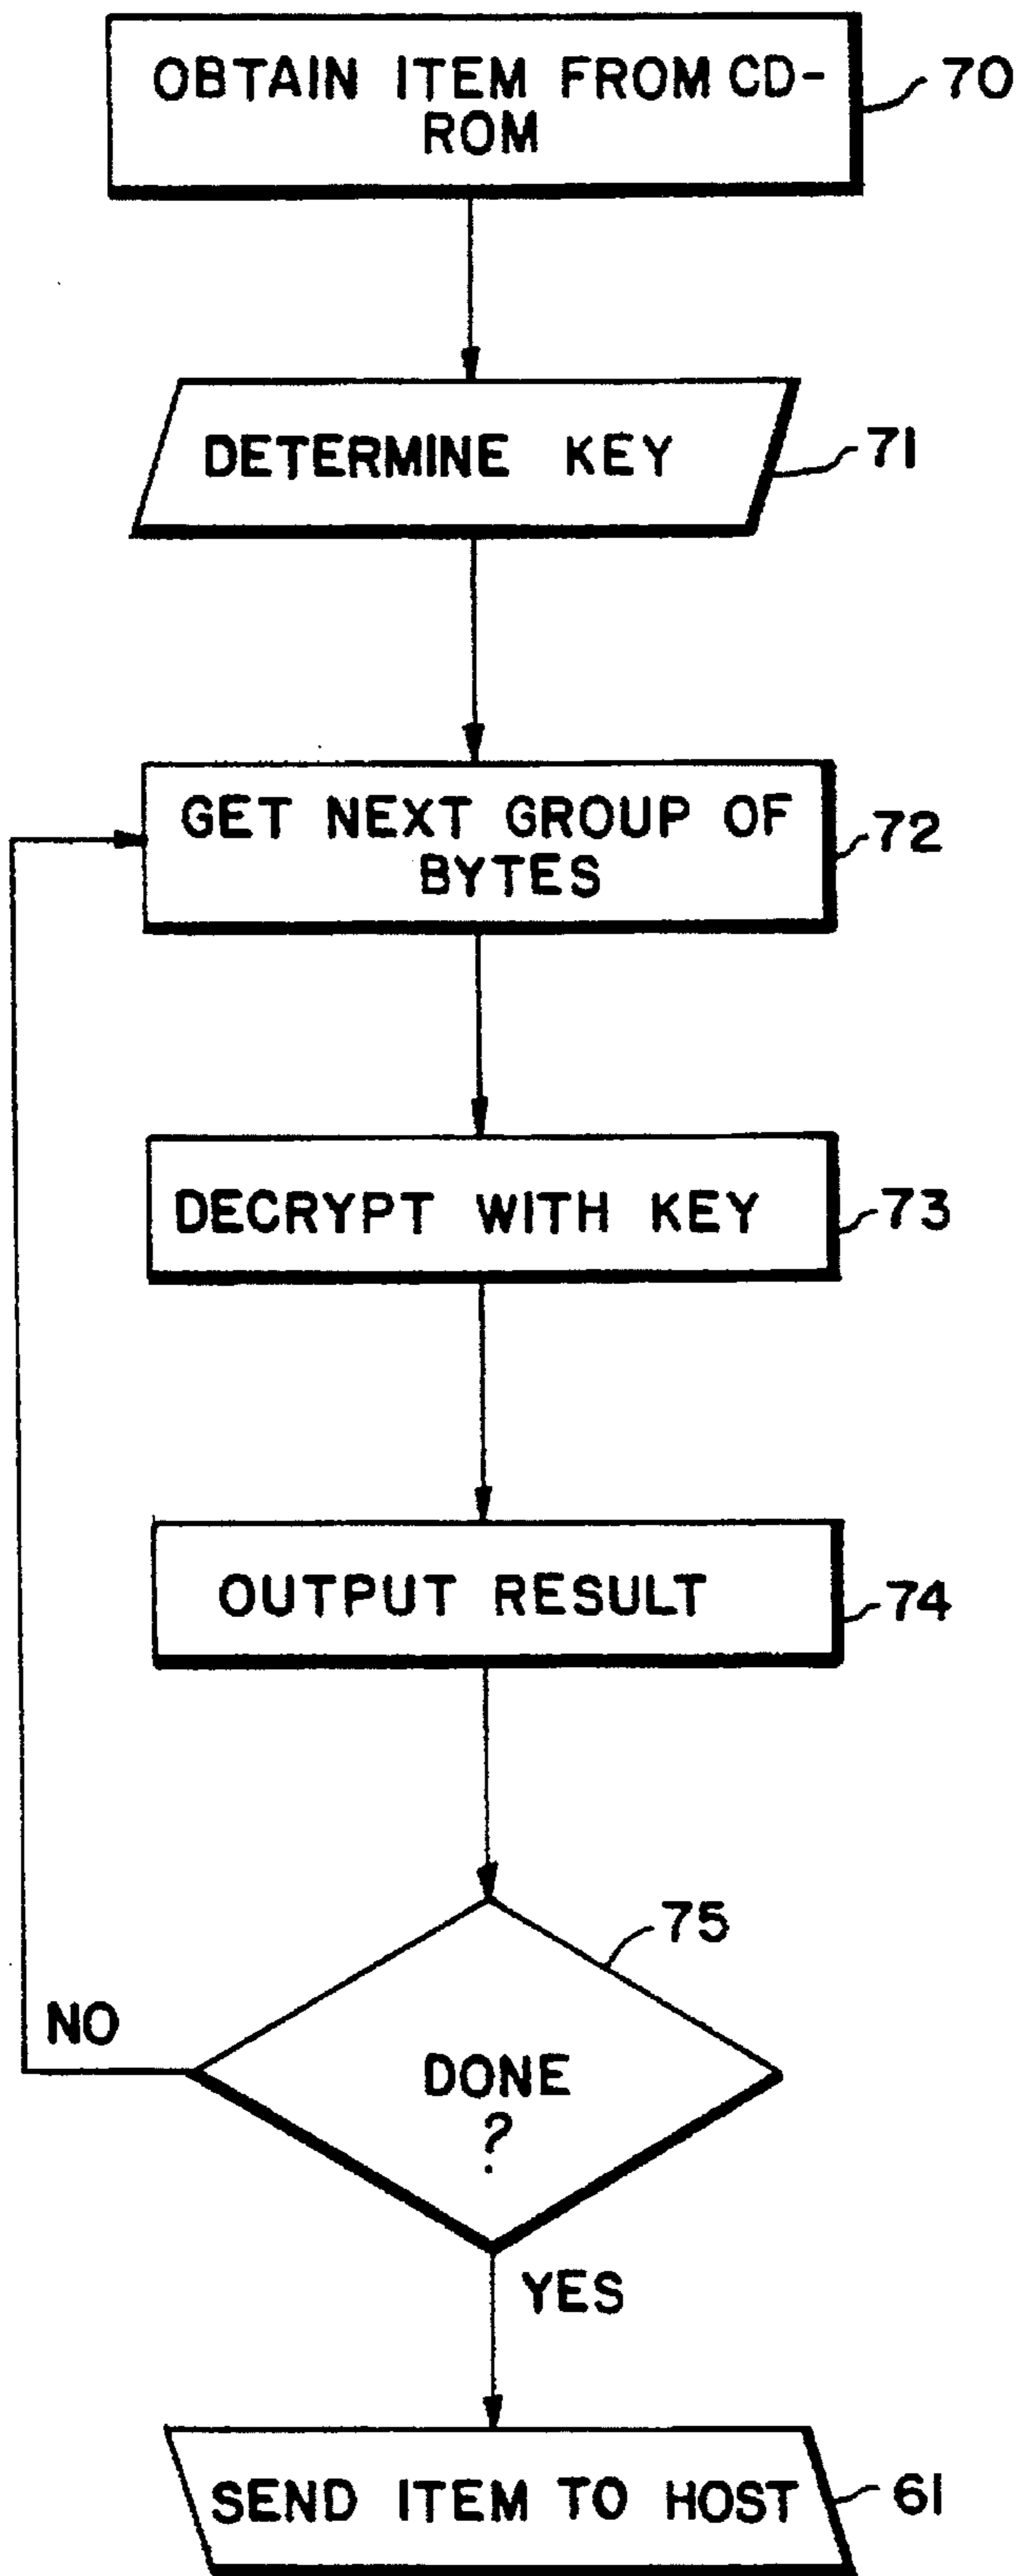 OBTAIN ITEM FROM CD-
ROM
70
DETERMINE KEY
71
GET NEXT GROUP OF
BYTES
72
DECRYPT WITH KEY
73
OUTPUT RESULT
74
75
NO
DONE
?
YES
SEND ITEM TO HOST
61